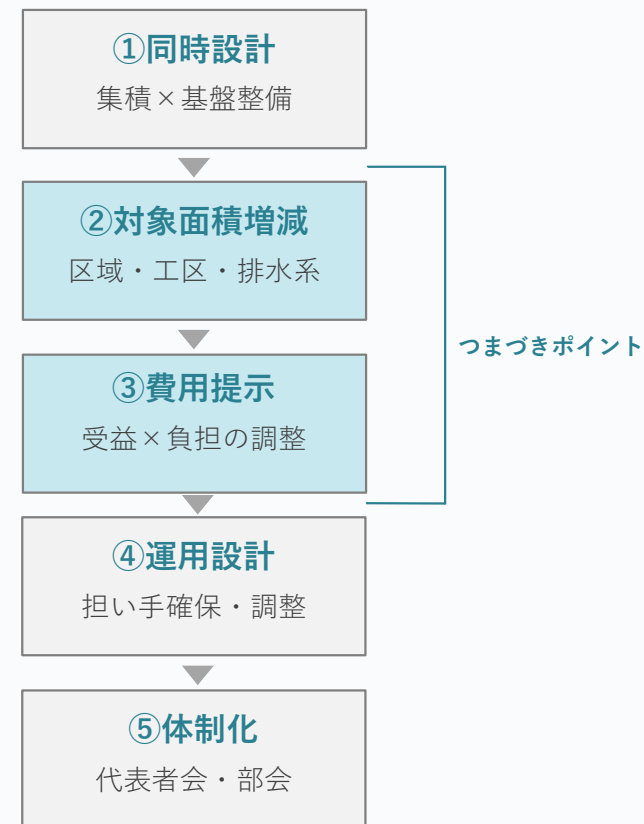 ①同時設計
集積×基盤整備
②対象面積増減
区域・工区・排水系
つまづきポイント
③費用提示
受益×負担の調整
④運用設計
担い手確保・調整
⑤体制化
代表者会・部会